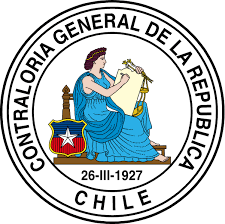 CONTRALORIA GENERAL DE LA REPUBLICA
26-III-1927
CHILE